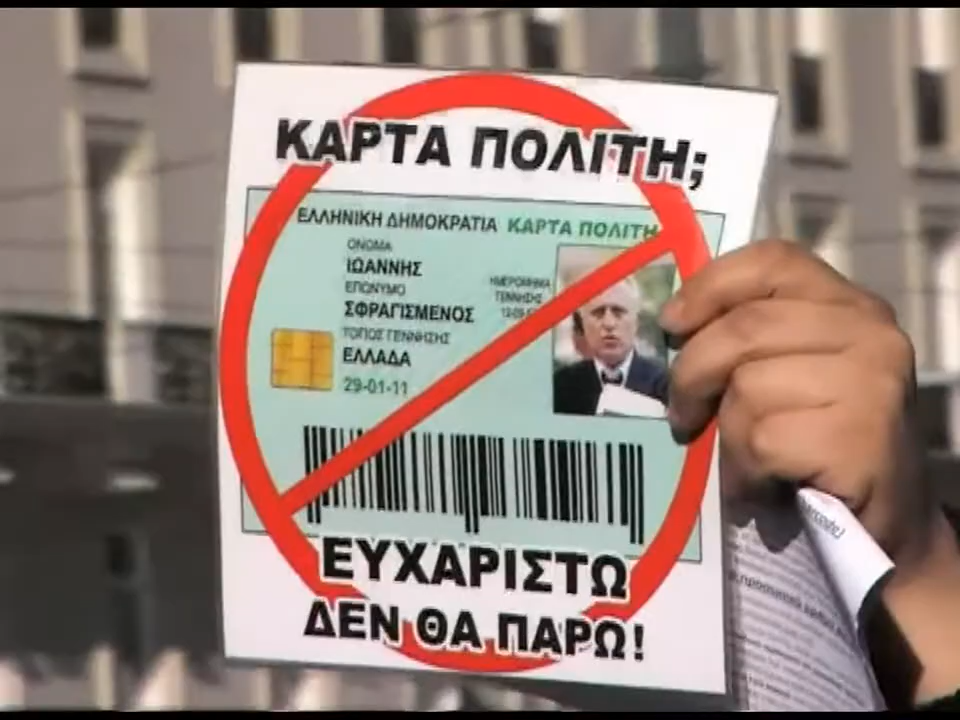 ΚΑΡΤΑ ΠΟΛΙΤΗ;
ΕΛΛΗΝΙΚΗ ΔΗΜΟΚΡΑΤΙΑ ΚΑΡΤΑ ΠΟΛΙΤΗ
ΟΝΟΜΑ
ΙΩΑΝΝΗΣ
ΕΠΩΝΥΜΟ
ΣΦΡΑΓΙΣΜΕΝΟΣ
ΗΜΕΡΟΜΗΝΙΑ
ΓΕΝΝΗΣΗΣ
ΤΟΠΟΣ ΓΕΝΝΗΣΗΣ
ΕΛΛΑΔΑ
29-01-11
ΕΥΧΑΡΙΣΤΩ
ΔΕΝ ΘΑ ΠΑΡΩ!